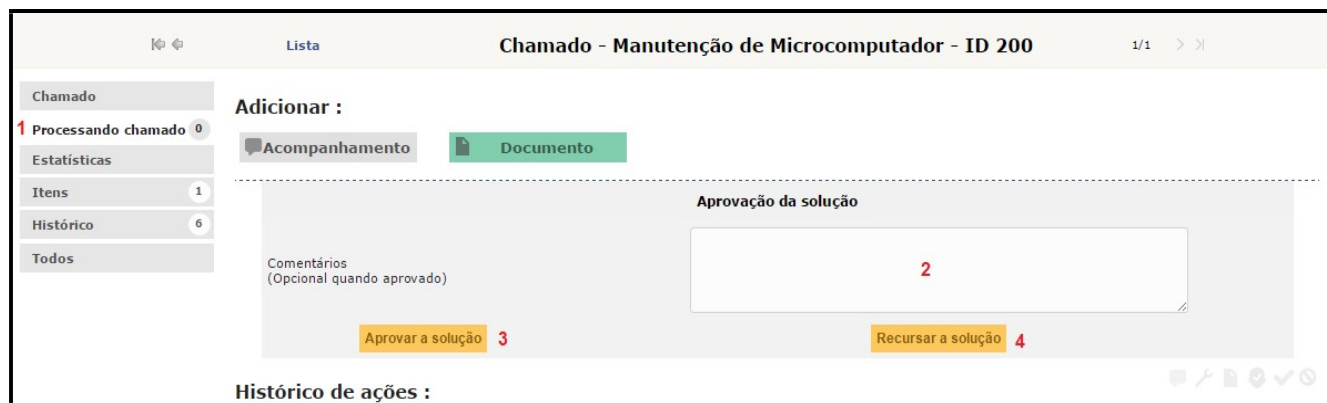 Lista
Chamado - Manutenção de Microcomputador - ID 200
1/1
Chamado
1 Processando chamado 0
Estatísticas
Itens 1
Histórico 6
Todos
Adicionar :
Acompanhamento
Documento
Aprovação da solução
Comentários
(Opcional quando aprovado)
2
Aprovar a solução 3
Recursar a solução 4
Histórico de ações :